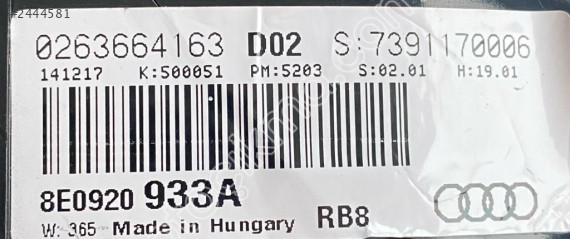 #2444581
0263664163 D02 S:7391170006
141217 K:500051 PM:5203 S:02.01 H:19.01
8E0920 933A
W: 365 Made in Hungary RB8